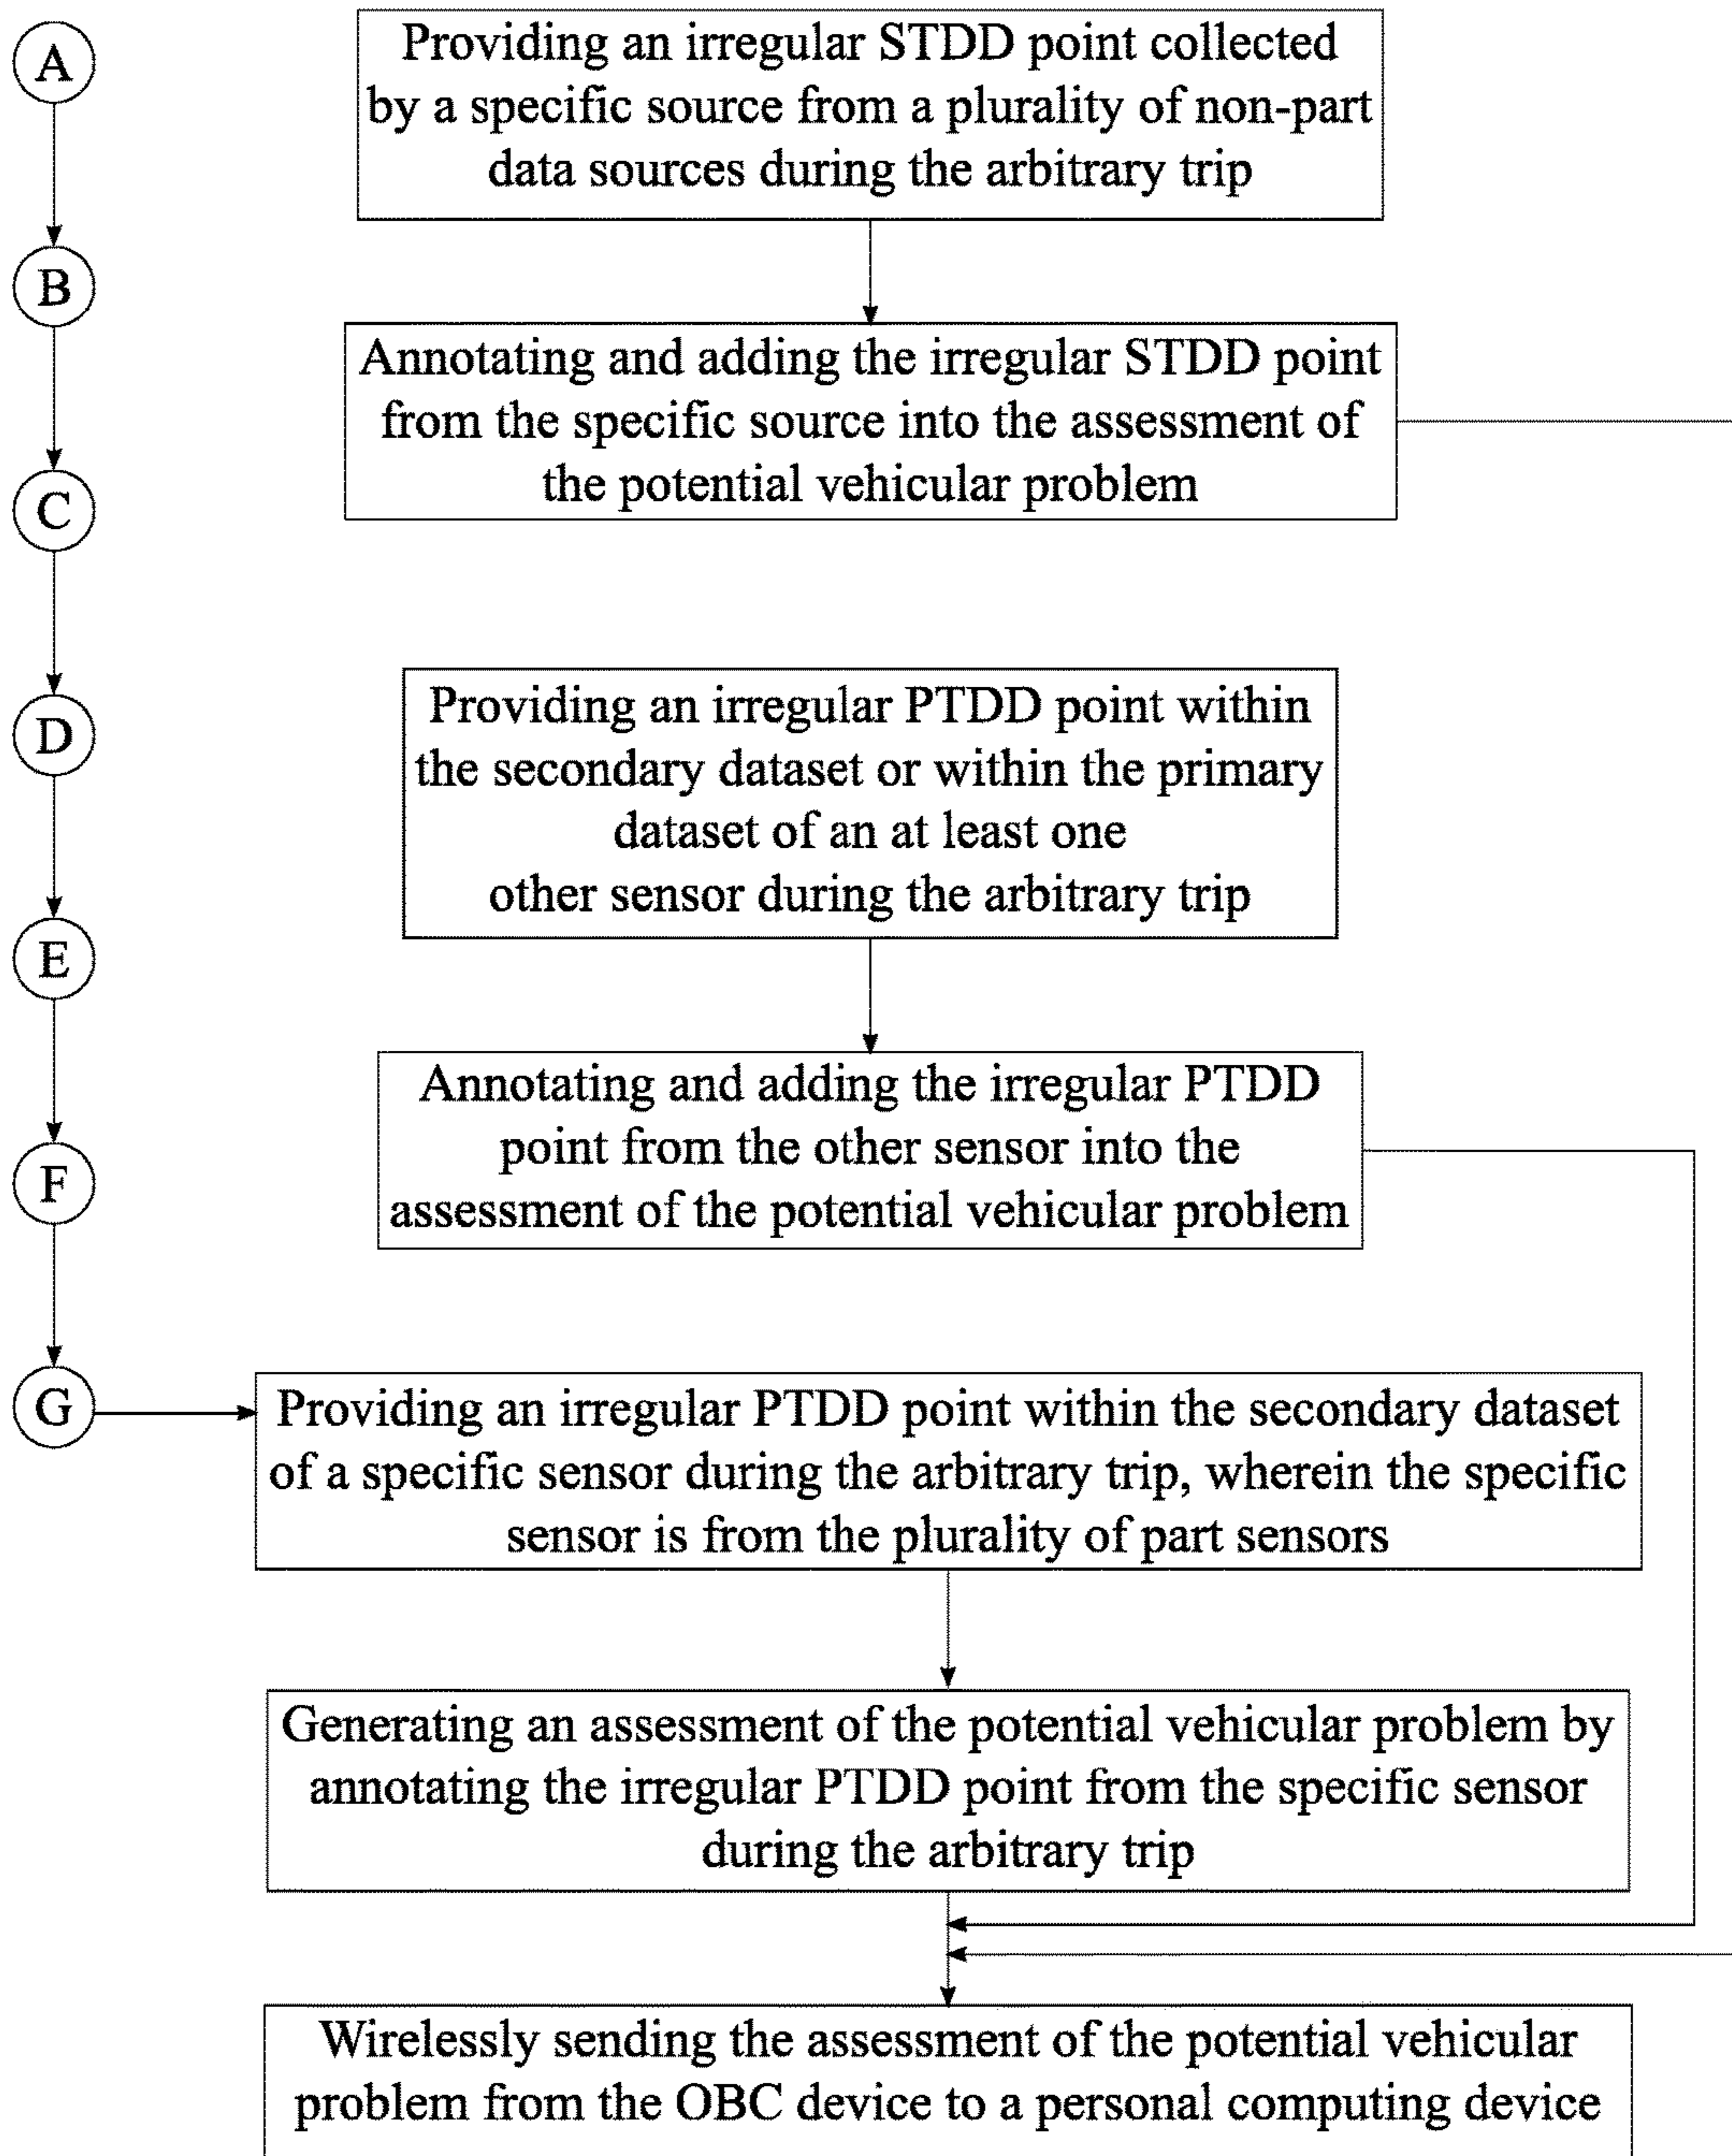 A
B
C
D
E
F
G
Providing an irregular STDD point collected
by a specific source from a plurality of non-part
data sources during the arbitrary trip
Annotating and adding the irregular STDD point
from the specific source into the assessment of
the potential vehicular problem
Providing an irregular PTDD point within
the secondary dataset or within the primary
dataset of an at least one
other sensor during the arbitrary trip
Annotating and adding the irregular PTDD
point from the other sensor into the
assessment of the potential vehicular problem
Providing an irregular PTDD point within the secondary dataset
of a specific sensor during the arbitrary trip, wherein the specific
sensor is from the plurality of part sensors
Generating an assessment of the potential vehicular problem by
annotating the irregular PTDD point from the specific sensor
during the arbitrary trip
Wirelessly sending the assessment of the potential vehicular
problem from the OBC device to a personal computing device